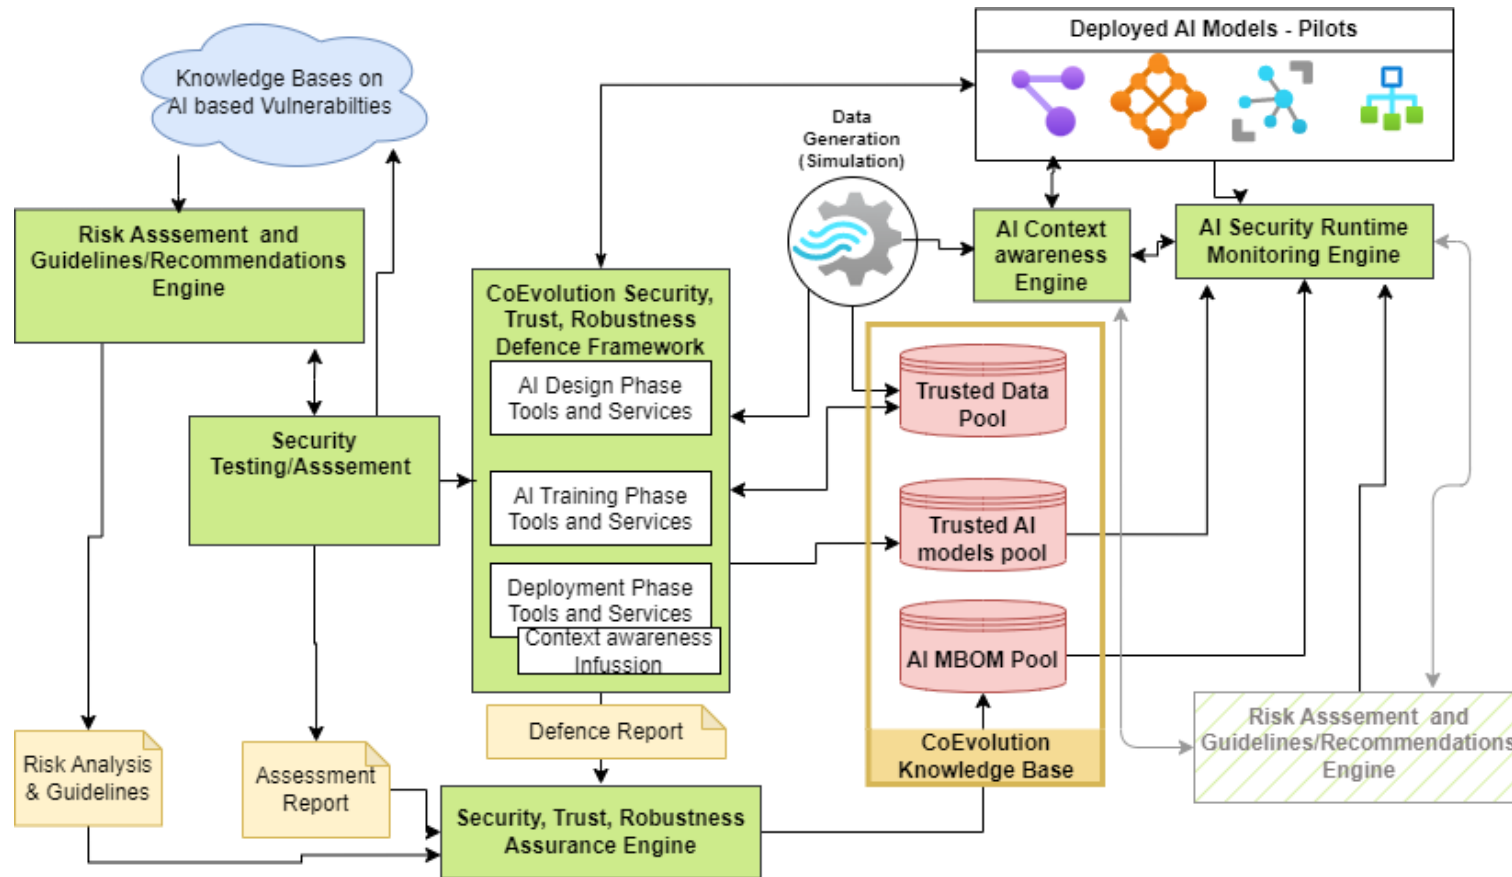 Deployed AI Models - Pilots
Knowledge Bases on
AI based Vulnerabilties
Data
Generation
(Simulation)
Risk Asssement and
Guidelines/Recommendations
Engine
AI Context
awareness
Engine
AI Security Runtime
Monitoring Engine
CoEvolution Security,
Trust, Robustness
Defence Framework
AI Design Phase
Tools and Services
Trusted Data
Pool
Security
Testing/Asssement
AI Training Phase
Tools and Services
Trusted AI
models pool
Deployment Phase
Tools and Services
Context awareness
Infussion
AI MBOM Pool
Defence Report
CoEvolution
Knowledge Base
Risk Asssement and
Guidelines/Recommendations
Engine
Risk Analysis
& Guidelines
Assessment
Report
Security, Trust, Robustness
Assurance Engine